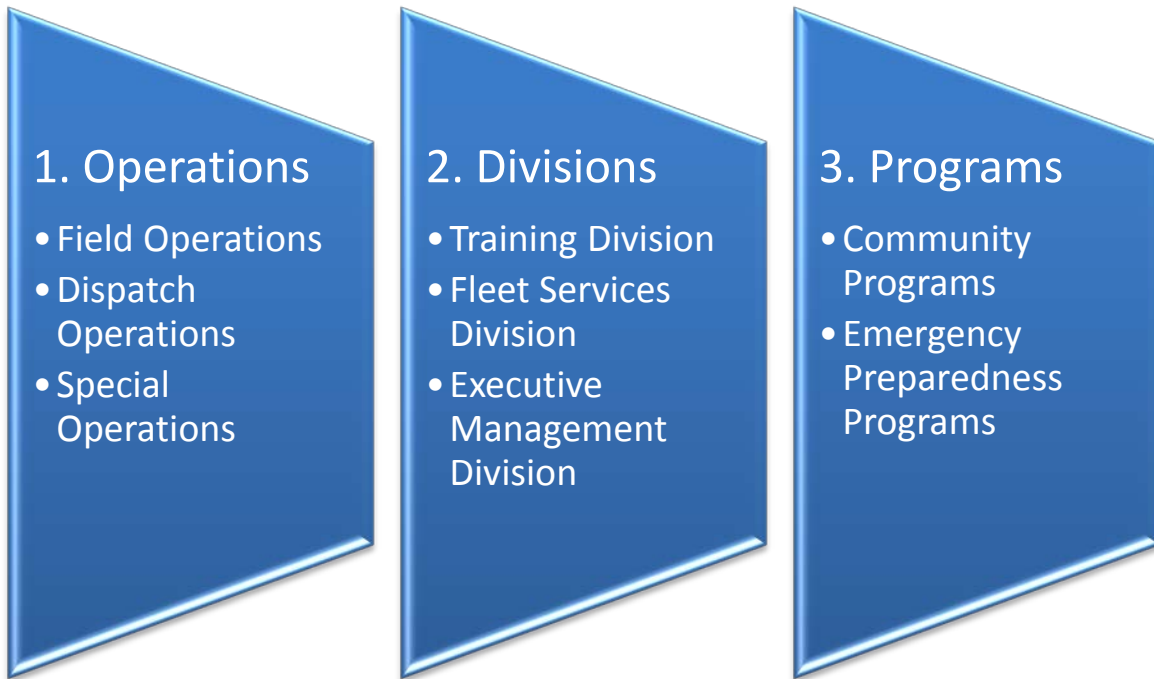 1. Operations
• Field Operations
• Dispatch
Operations
• Special
Operations
2. Divisions
• Training Division
• Fleet Services
Division
• Executive
Management
Division
3. Programs
• Community
Programs
• Emergency
Preparedness
Programs